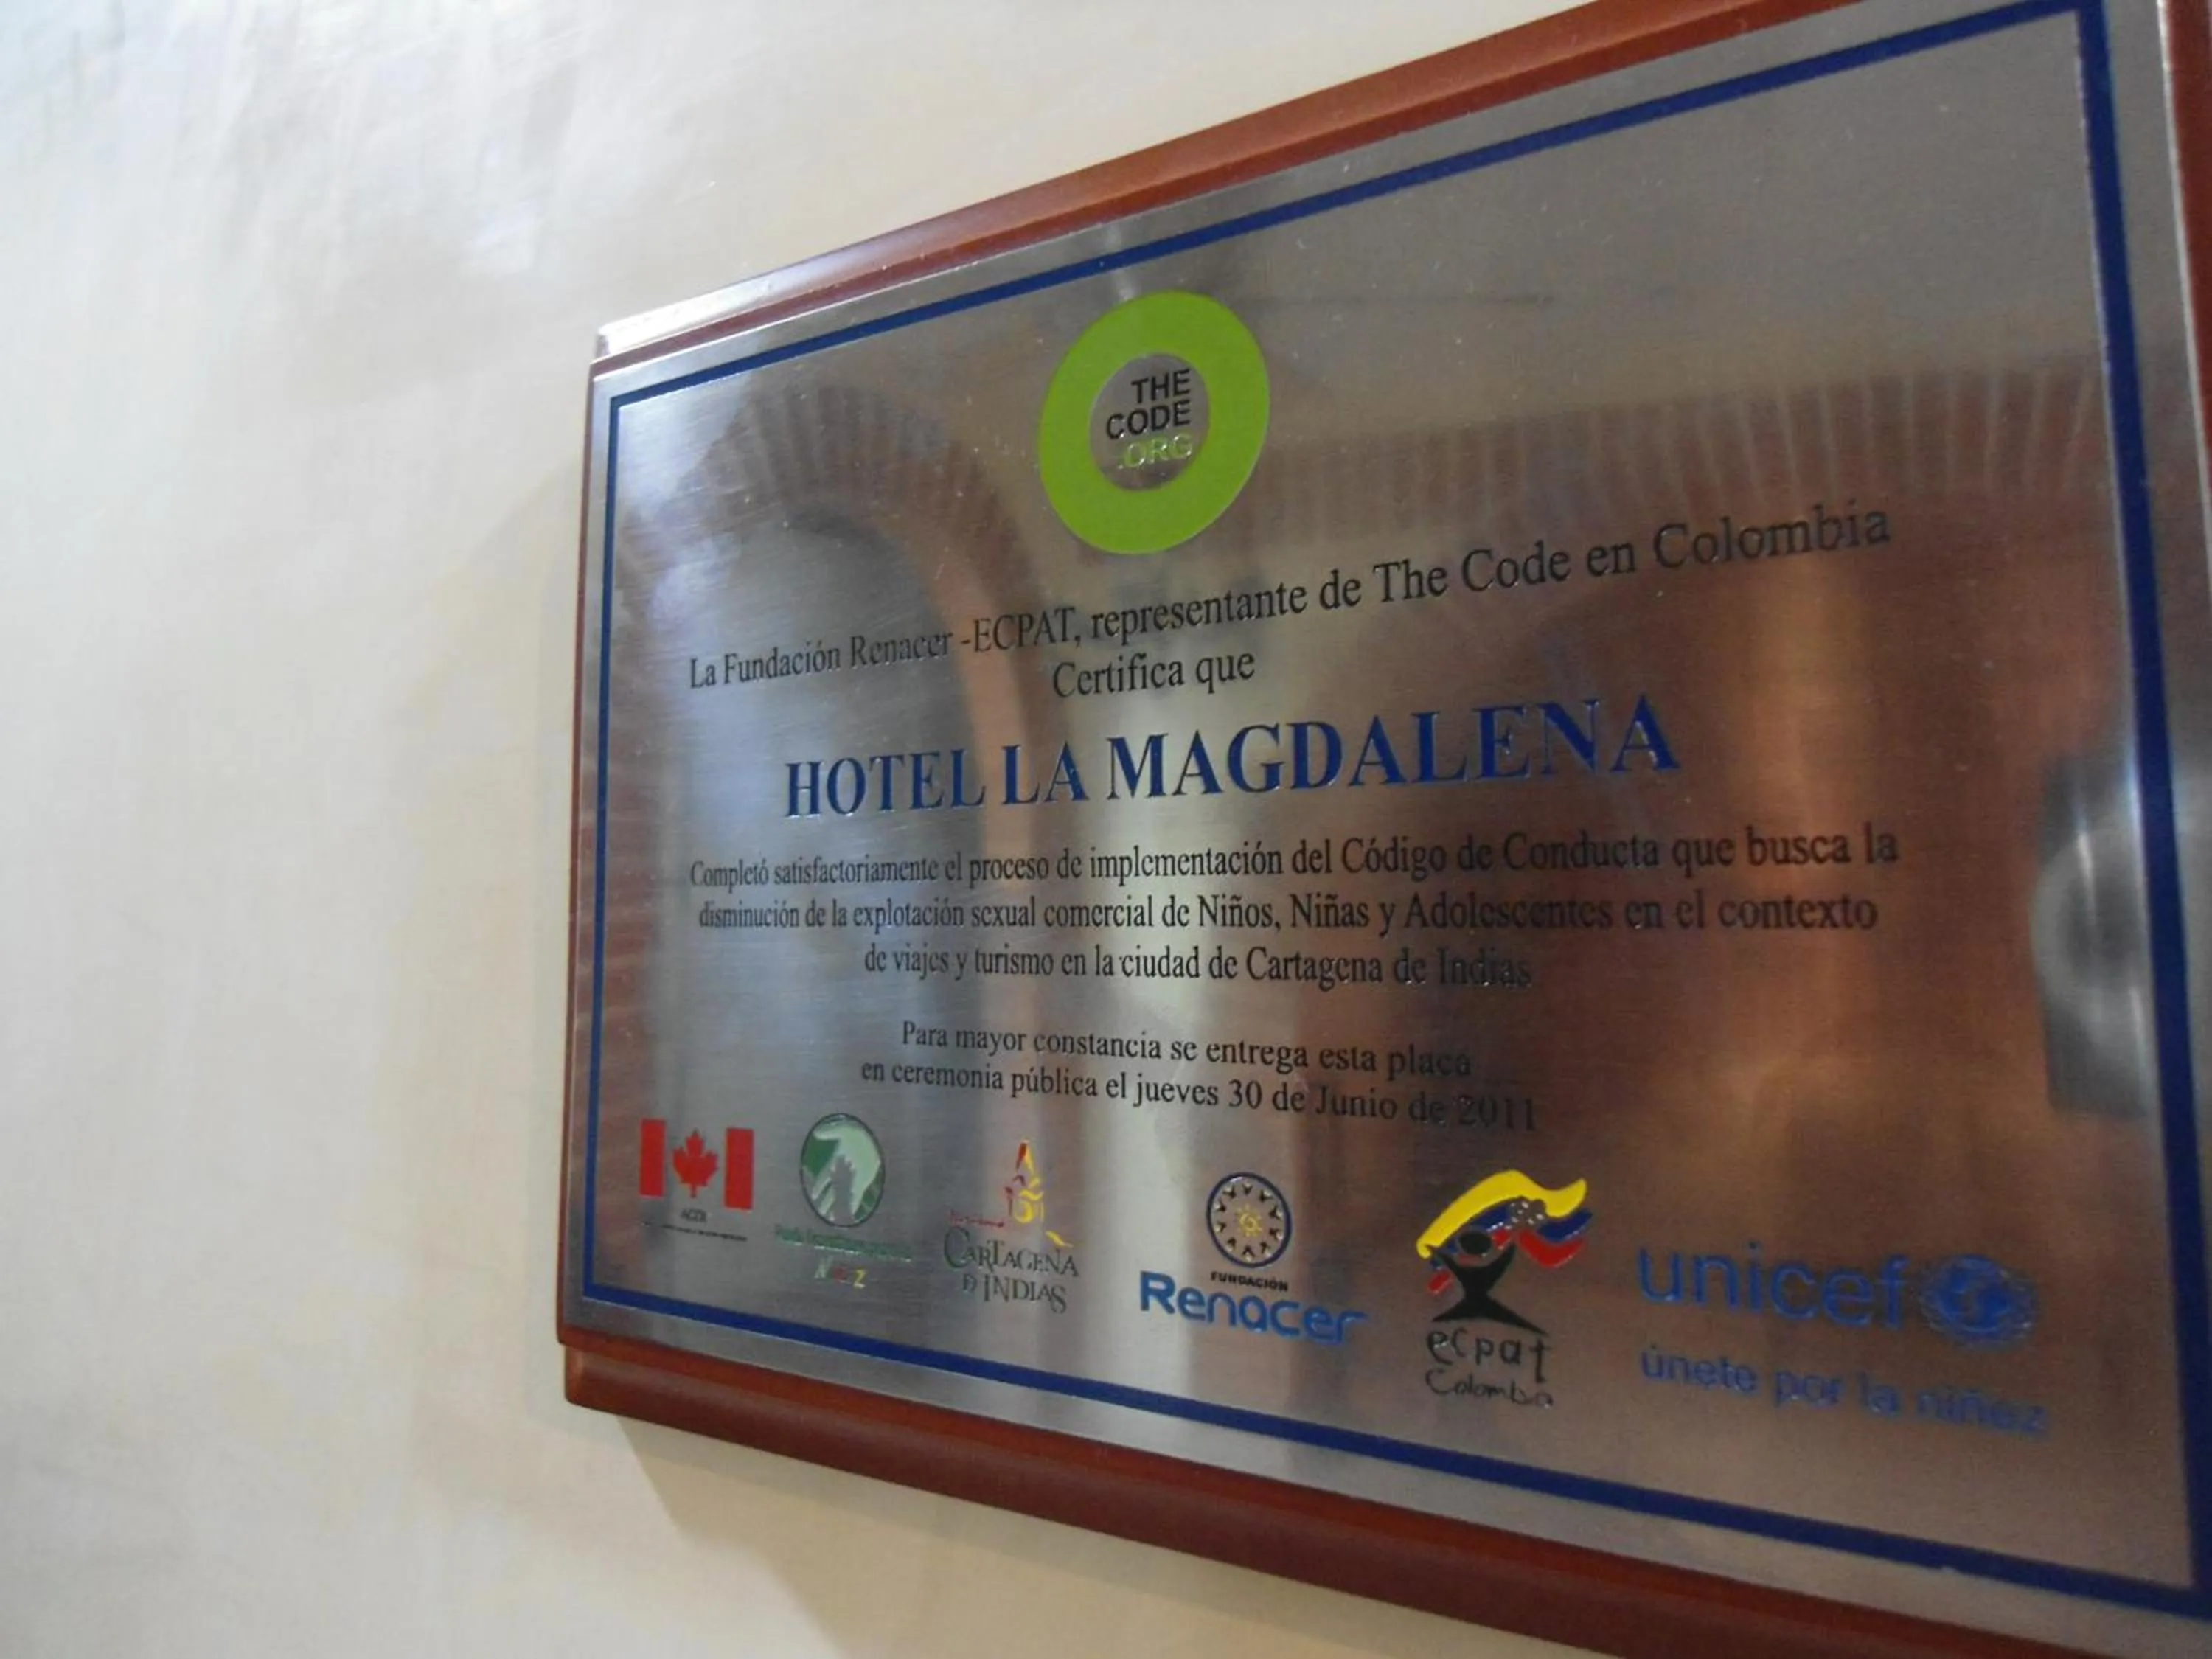 THE
CODE
.ORG
La Fundación Renacer -ECPAT, representante de The Code en Colombia
Certifica que
HOTEL LA MAGDALENA
Completó satisfactoriamente el proceso de implementación del Código de Conducta que busca la
disminución de la explotación sexual comercial de Niños, Niñas y Adolescentes en el contexto
de viajes y turismo en la ciudad de Cartagena de Indias
Para mayor constancia se entrega esta placa
en ceremonia pública el jueves 30 de Junio de 2011
ACDI
CARTAGENA
D INDIAS
FUNDACIÓN
Renacer
ecpat
Colombia
unicef
únete por la niñez